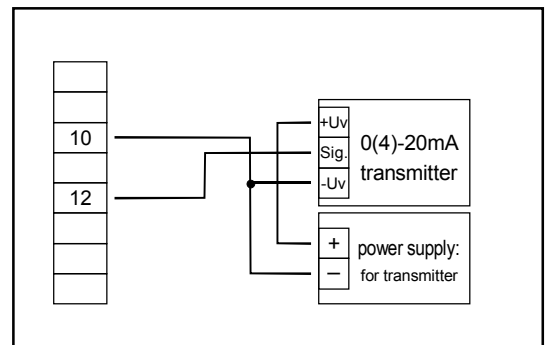 10
12
+Uv
Sig.
-Uv
0(4)-20mA
transmitter
+
−
power supply:
for transmitter